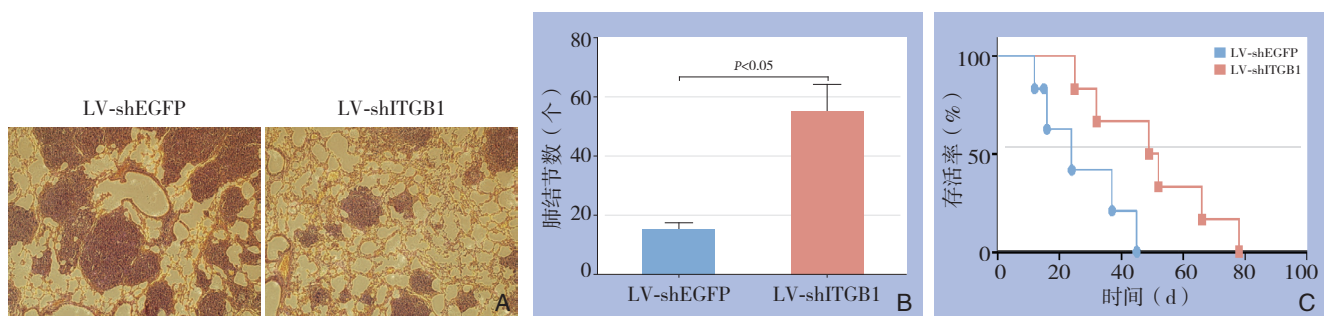 LV-shEGFP
LV-shITGB1
A
80
60
40
20
0
肺结节数（个）
P<0.05
LV-shEGFP
LV-shITGB1
B
LV-shEGFP
LV-shITGB1
100
50
0
存活率（%）
0 20 40 60 80 100
时间（d）
C